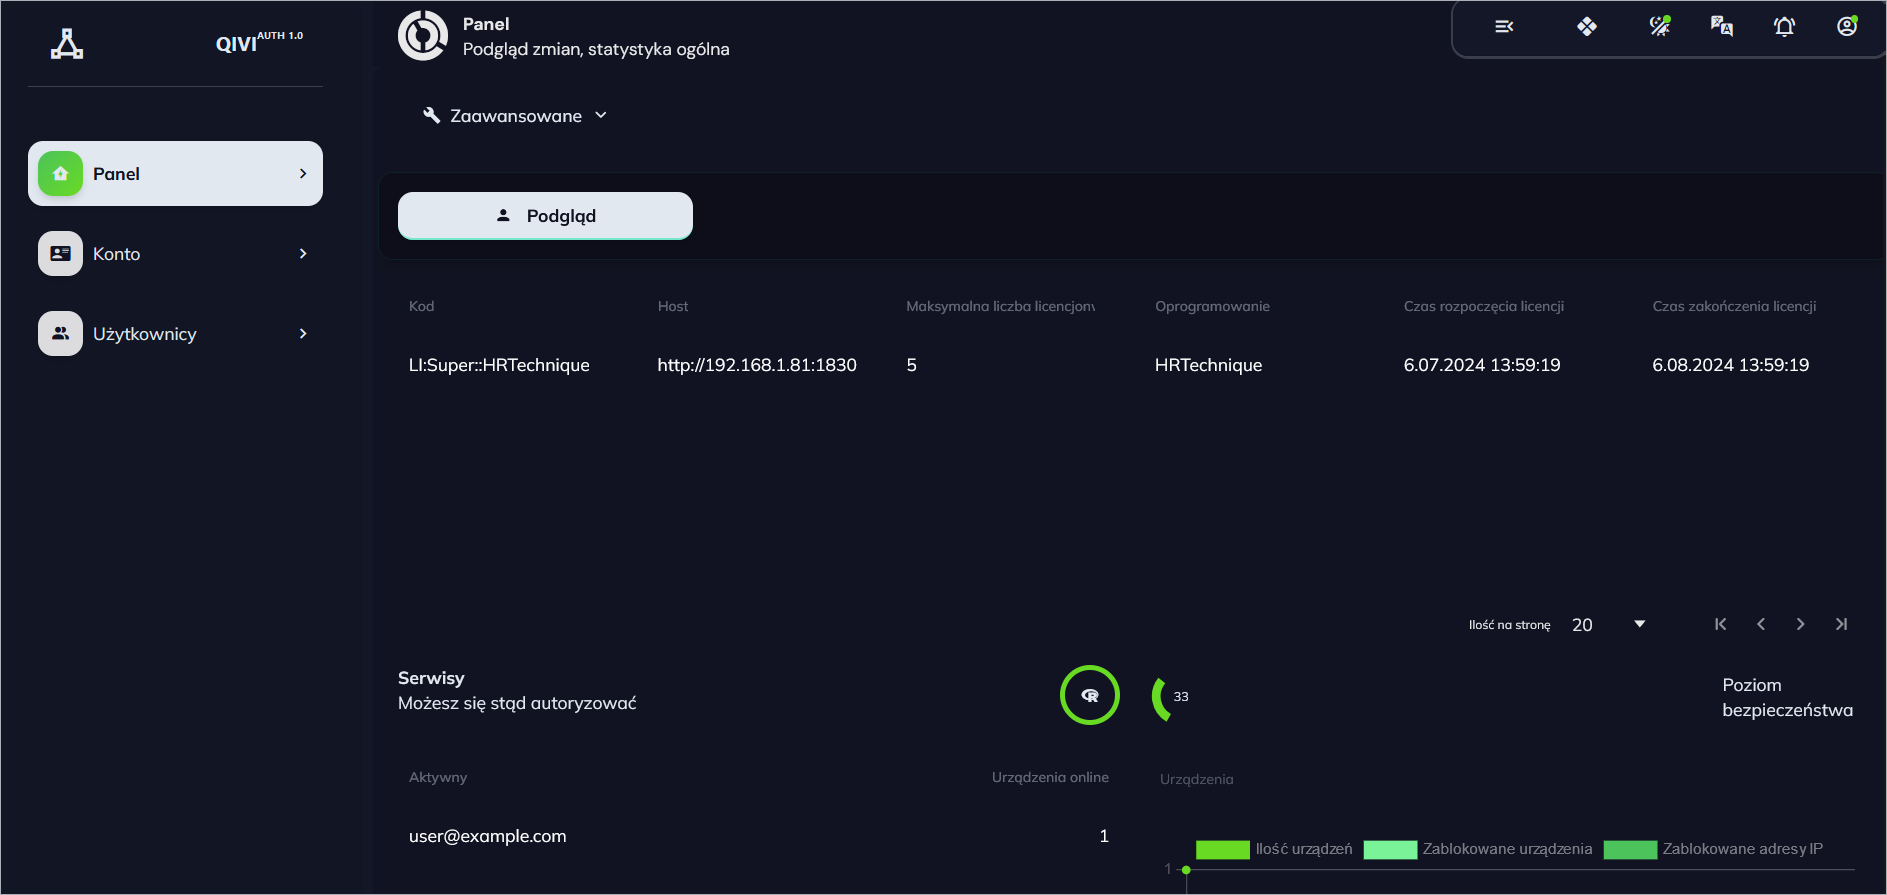 QIVI AUTH 1.0
Panel
Podgląd zmian, statystyka ogólna
Zaawansowane
Panel
Konto
Użytkownicy
Podgląd
Kod Host Maksymalna liczba licencjonv Oprogramowanie Czas rozpoczęcia licencji Czas zakończenia licencji
LI:Super::HRTechnique http://192.168.1.81:1830 5 HRTechnique 6.07.2024 13:59:19 6.08.2024 13:59:19
Ilość na stronę 20
Serwisy
Możesz się stąd autoryzować
33
Poziom
bezpieczeństwa
Aktywny Urządzenia online
user@example.com 1
Urządzenia
Ilość urządzeń Zablokowane urządzenia Zablokowane adresy IP
1